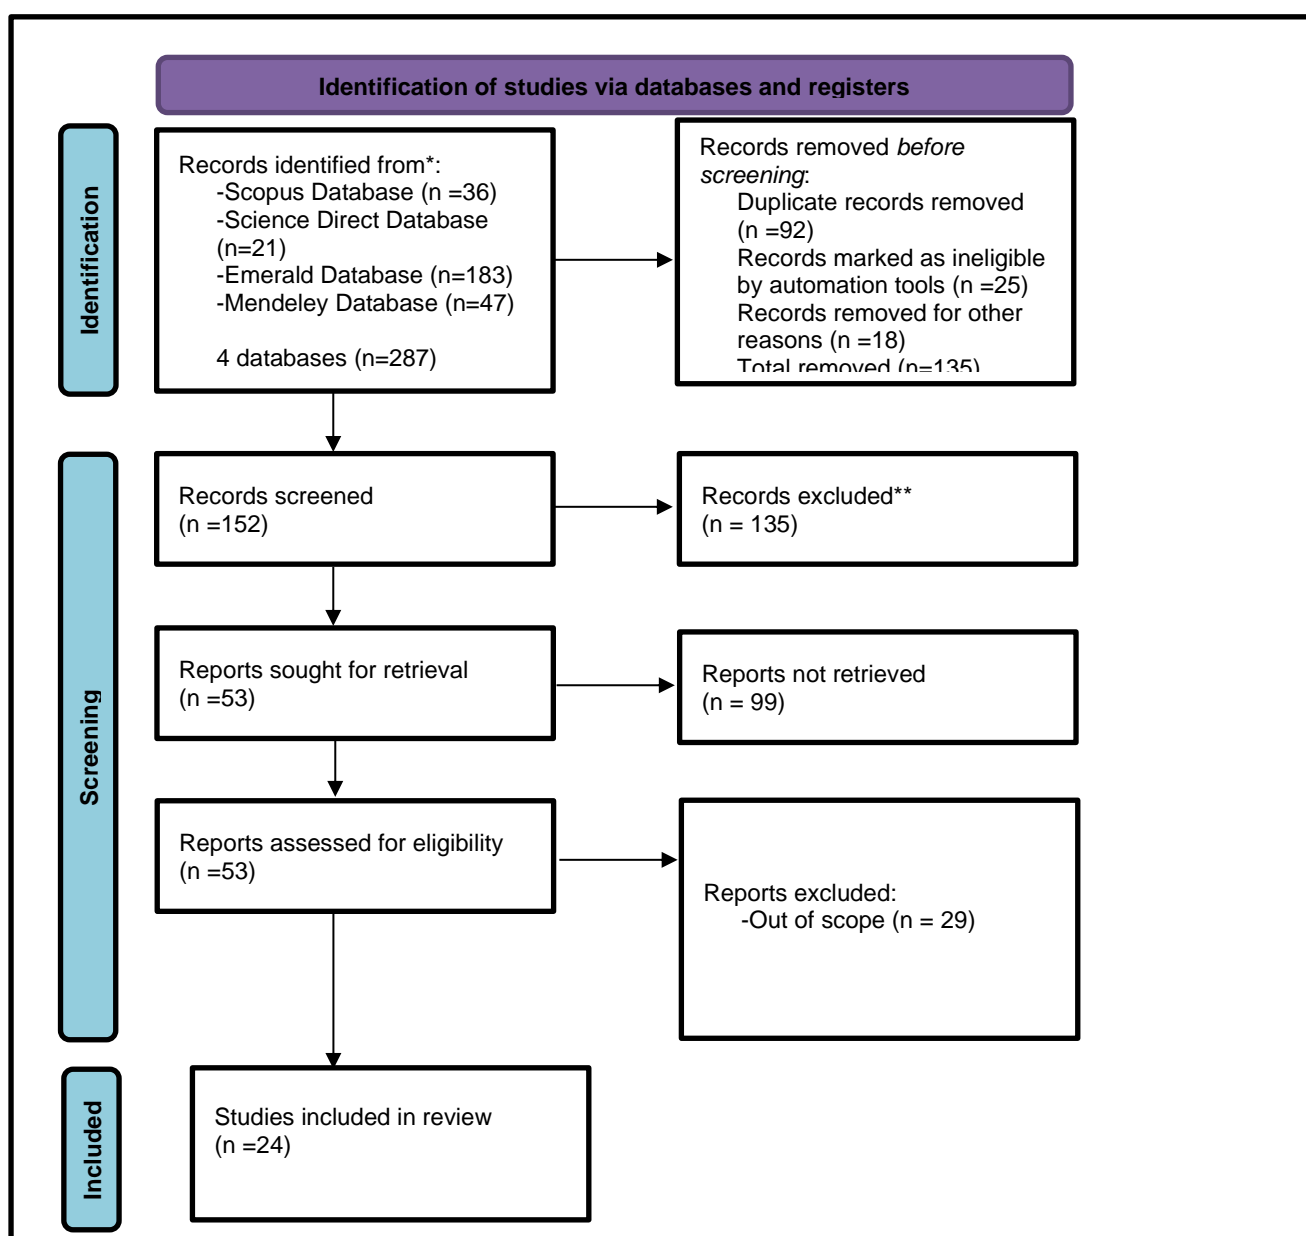 Identification of studies via databases and registers
Identification
Records identified from*:
-Scopus Database (n =36)
-Science Direct Database
(n=21)
-Emerald Database (n=183)
-Mendeley Database (n=47)
4 databases (n=287)
Records removed before
screening:
Duplicate records removed
(n =92)
Records marked as ineligible
by automation tools (n =25)
Records removed for other
reasons (n =18)
Total removed (n=135)
Screening
Records screened
(n =152)
Records excluded**
(n = 135)
Reports sought for retrieval
(n =53)
Reports not retrieved
(n = 99)
Reports assessed for eligibility
(n =53)
Reports excluded:
-Out of scope (n = 29)
Included
Studies included in review
(n =24)